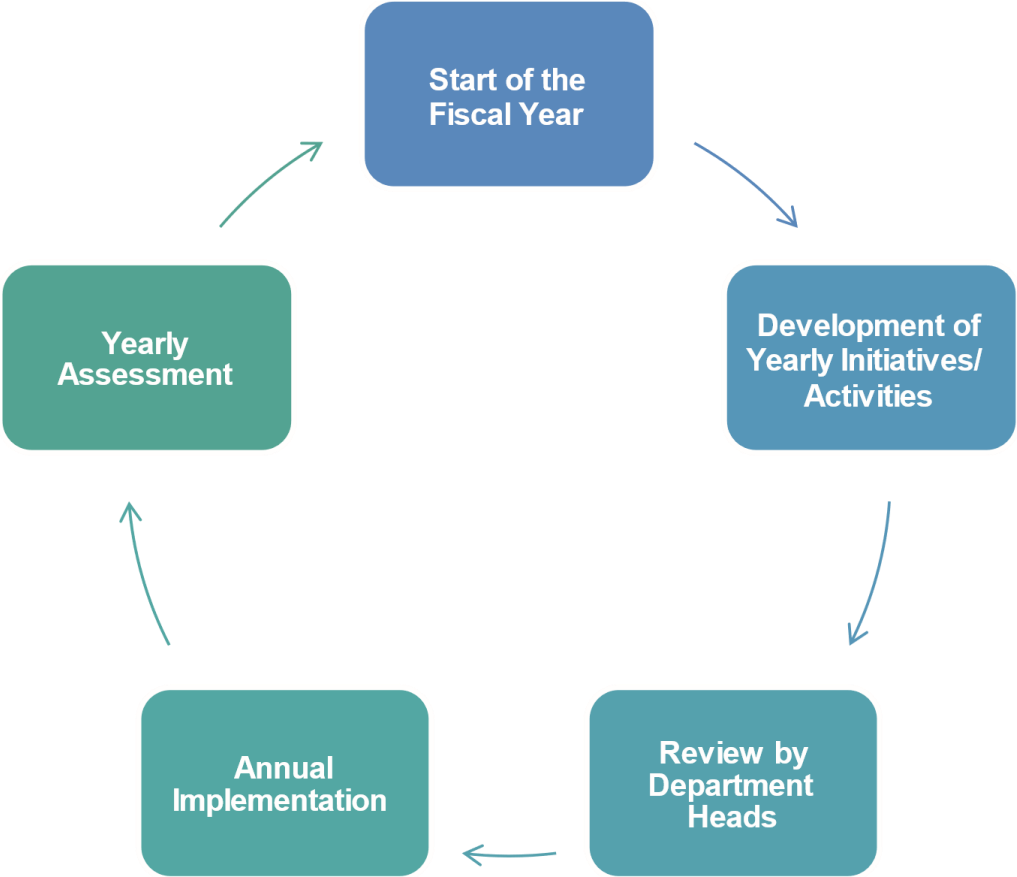 Start of the
Fiscal Year
Development of
Yearly Initiatives/
Activities
Review by
Department
Heads
Annual
Implementation
Yearly
Assessment